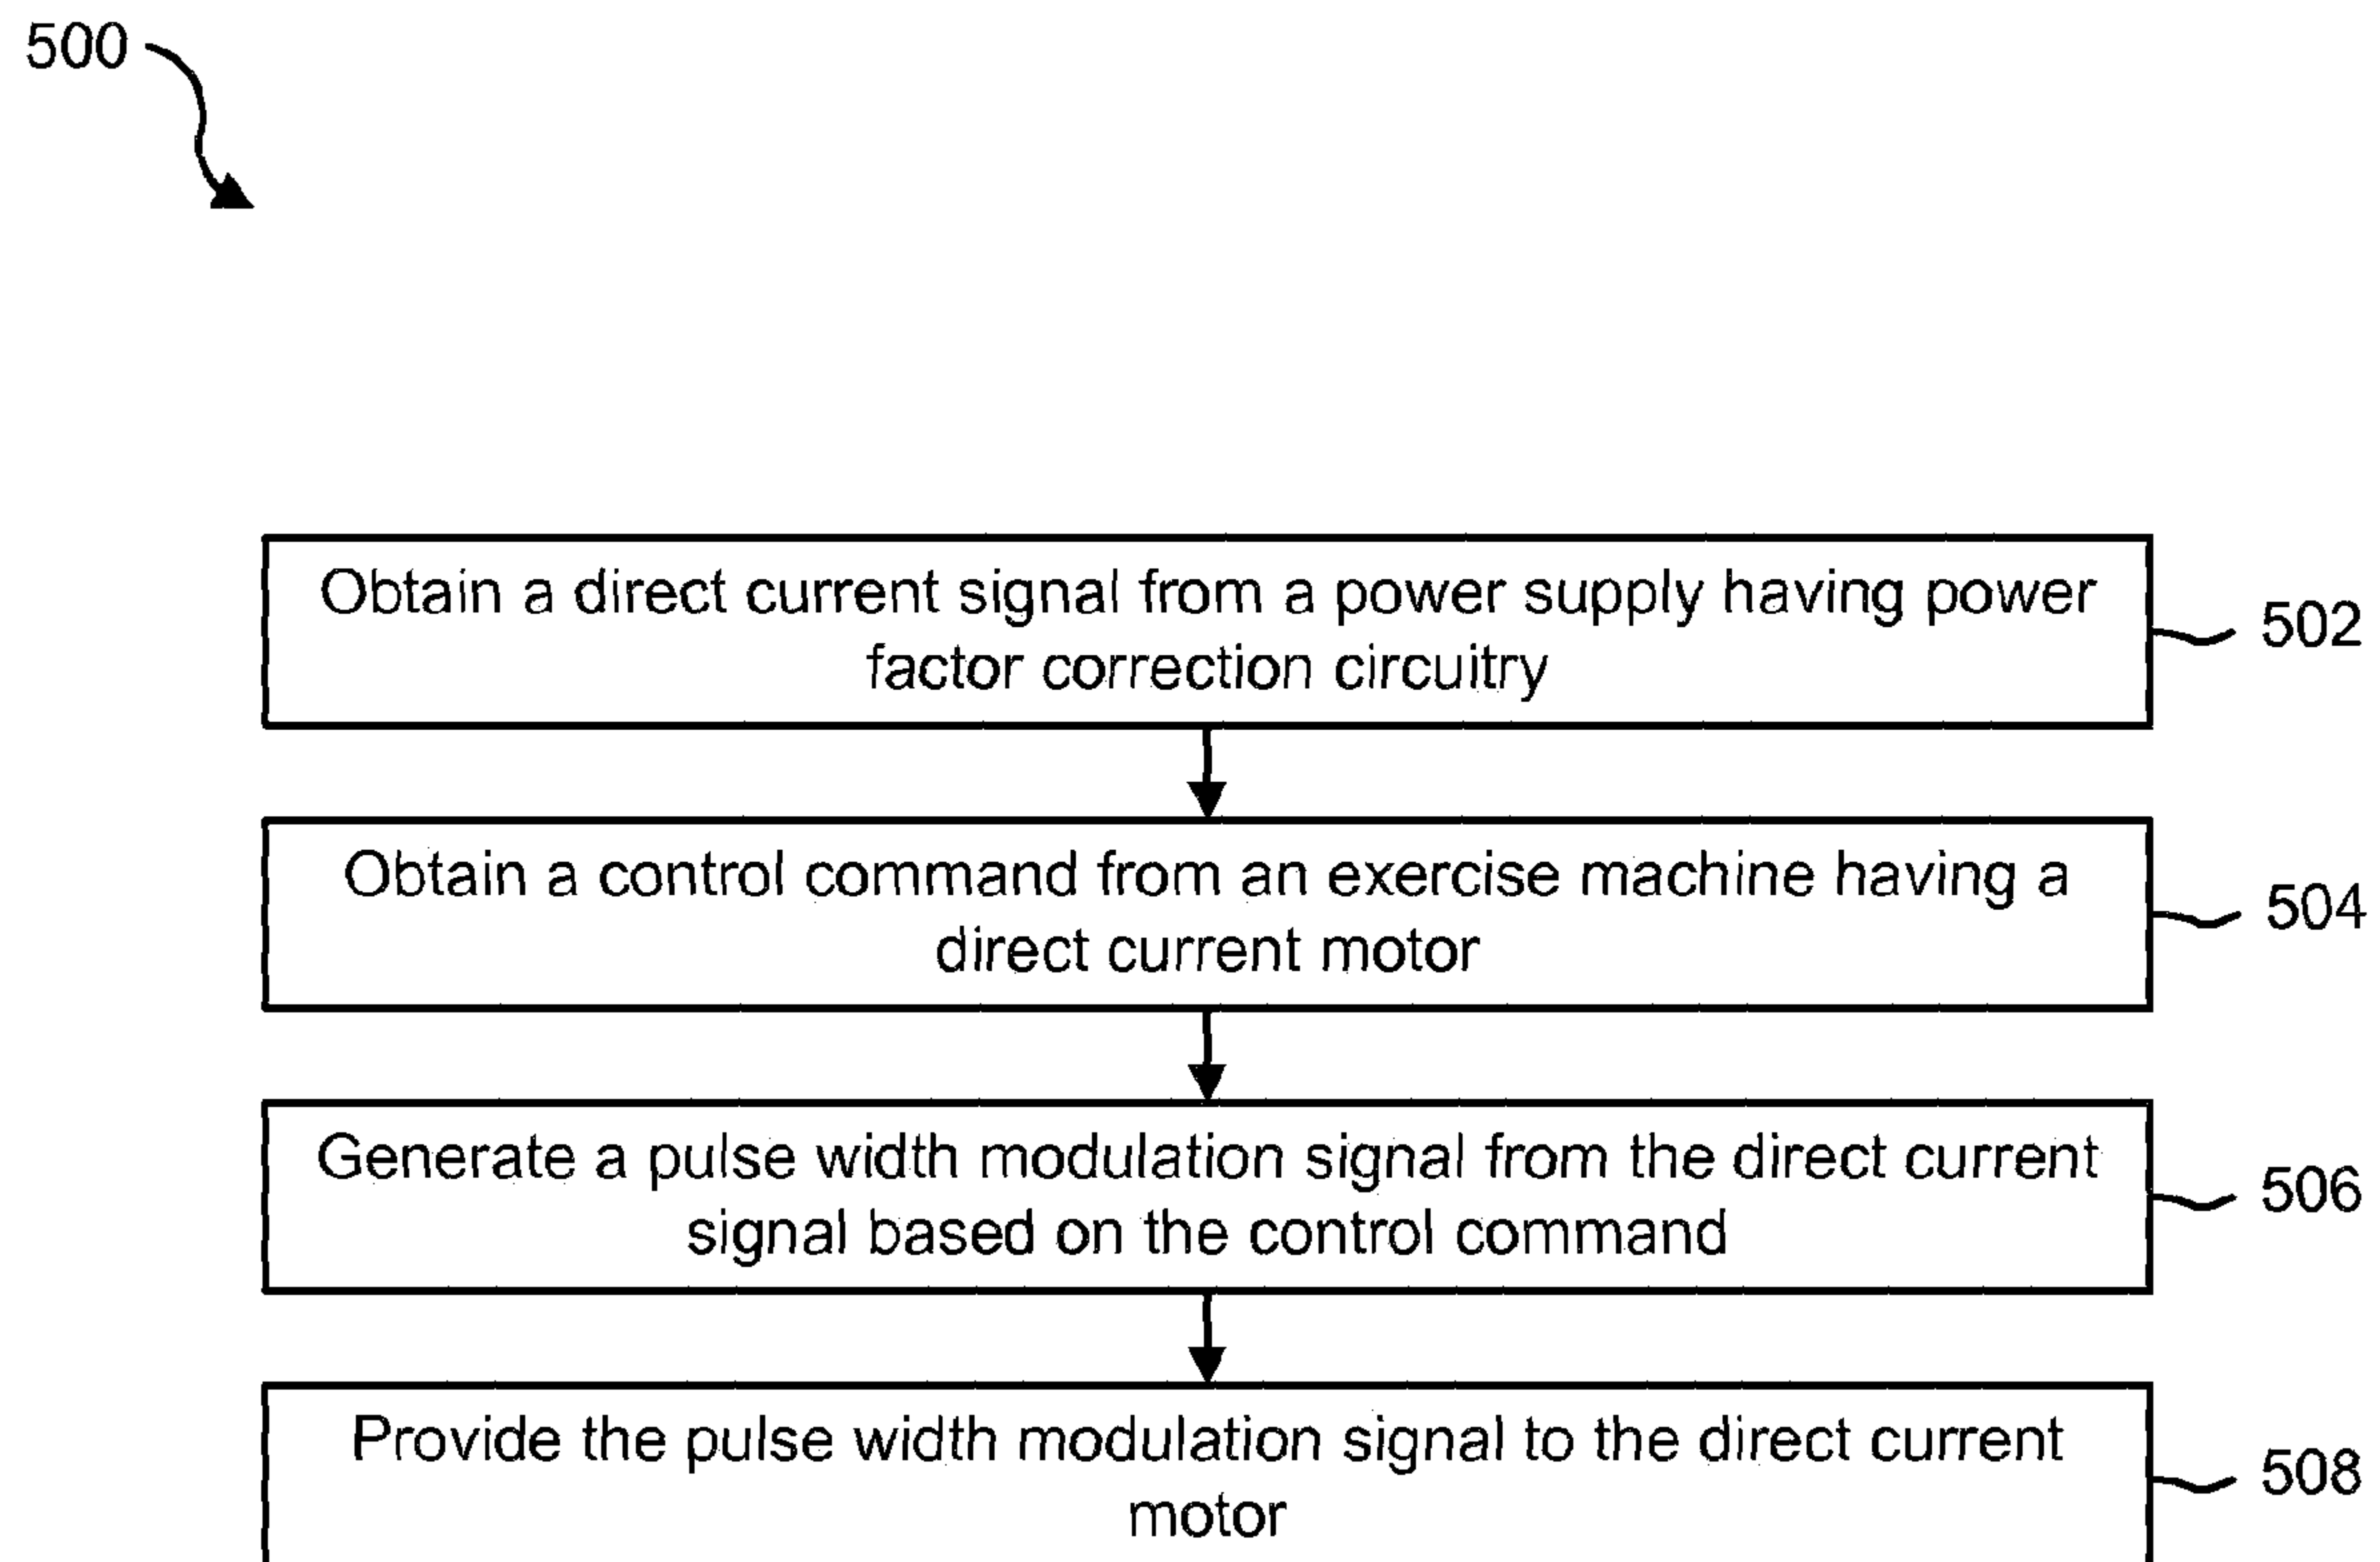 500
Obtain a direct current signal from a power supply having power
factor correction circuitry
502
Obtain a control command from an exercise machine having a
direct current motor
504
Generate a pulse width modulation signal from the direct current
signal based on the control command
506
Provide the pulse width modulation signal to the direct current
motor
508